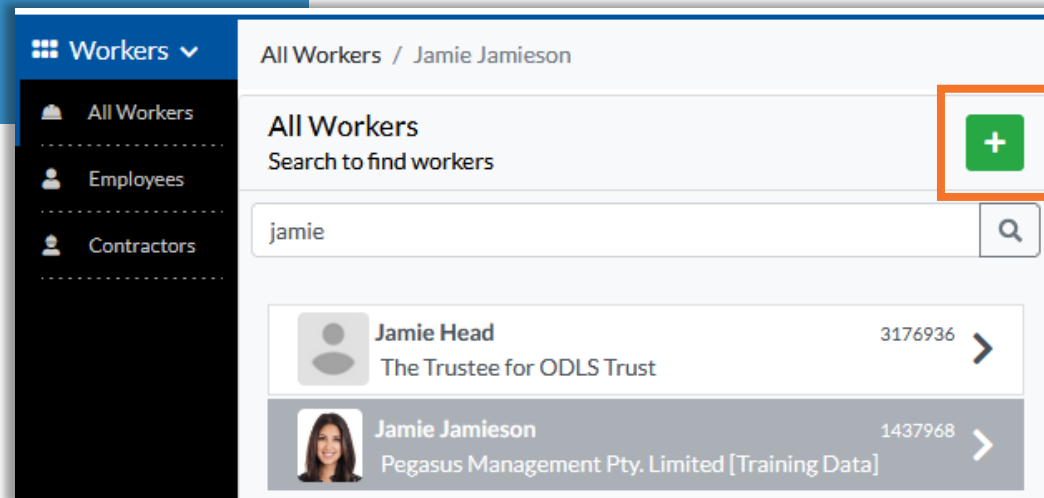 Workers
All Workers / Jamie Jamieson
All Workers
Employees
Contractors
All Workers
Search to find workers
+
jamie
Jamie Head 3176936
The Trustee for ODLS Trust
Jamie Jamieson 1437968
Pegasus Management Pty. Limited [Training Data]